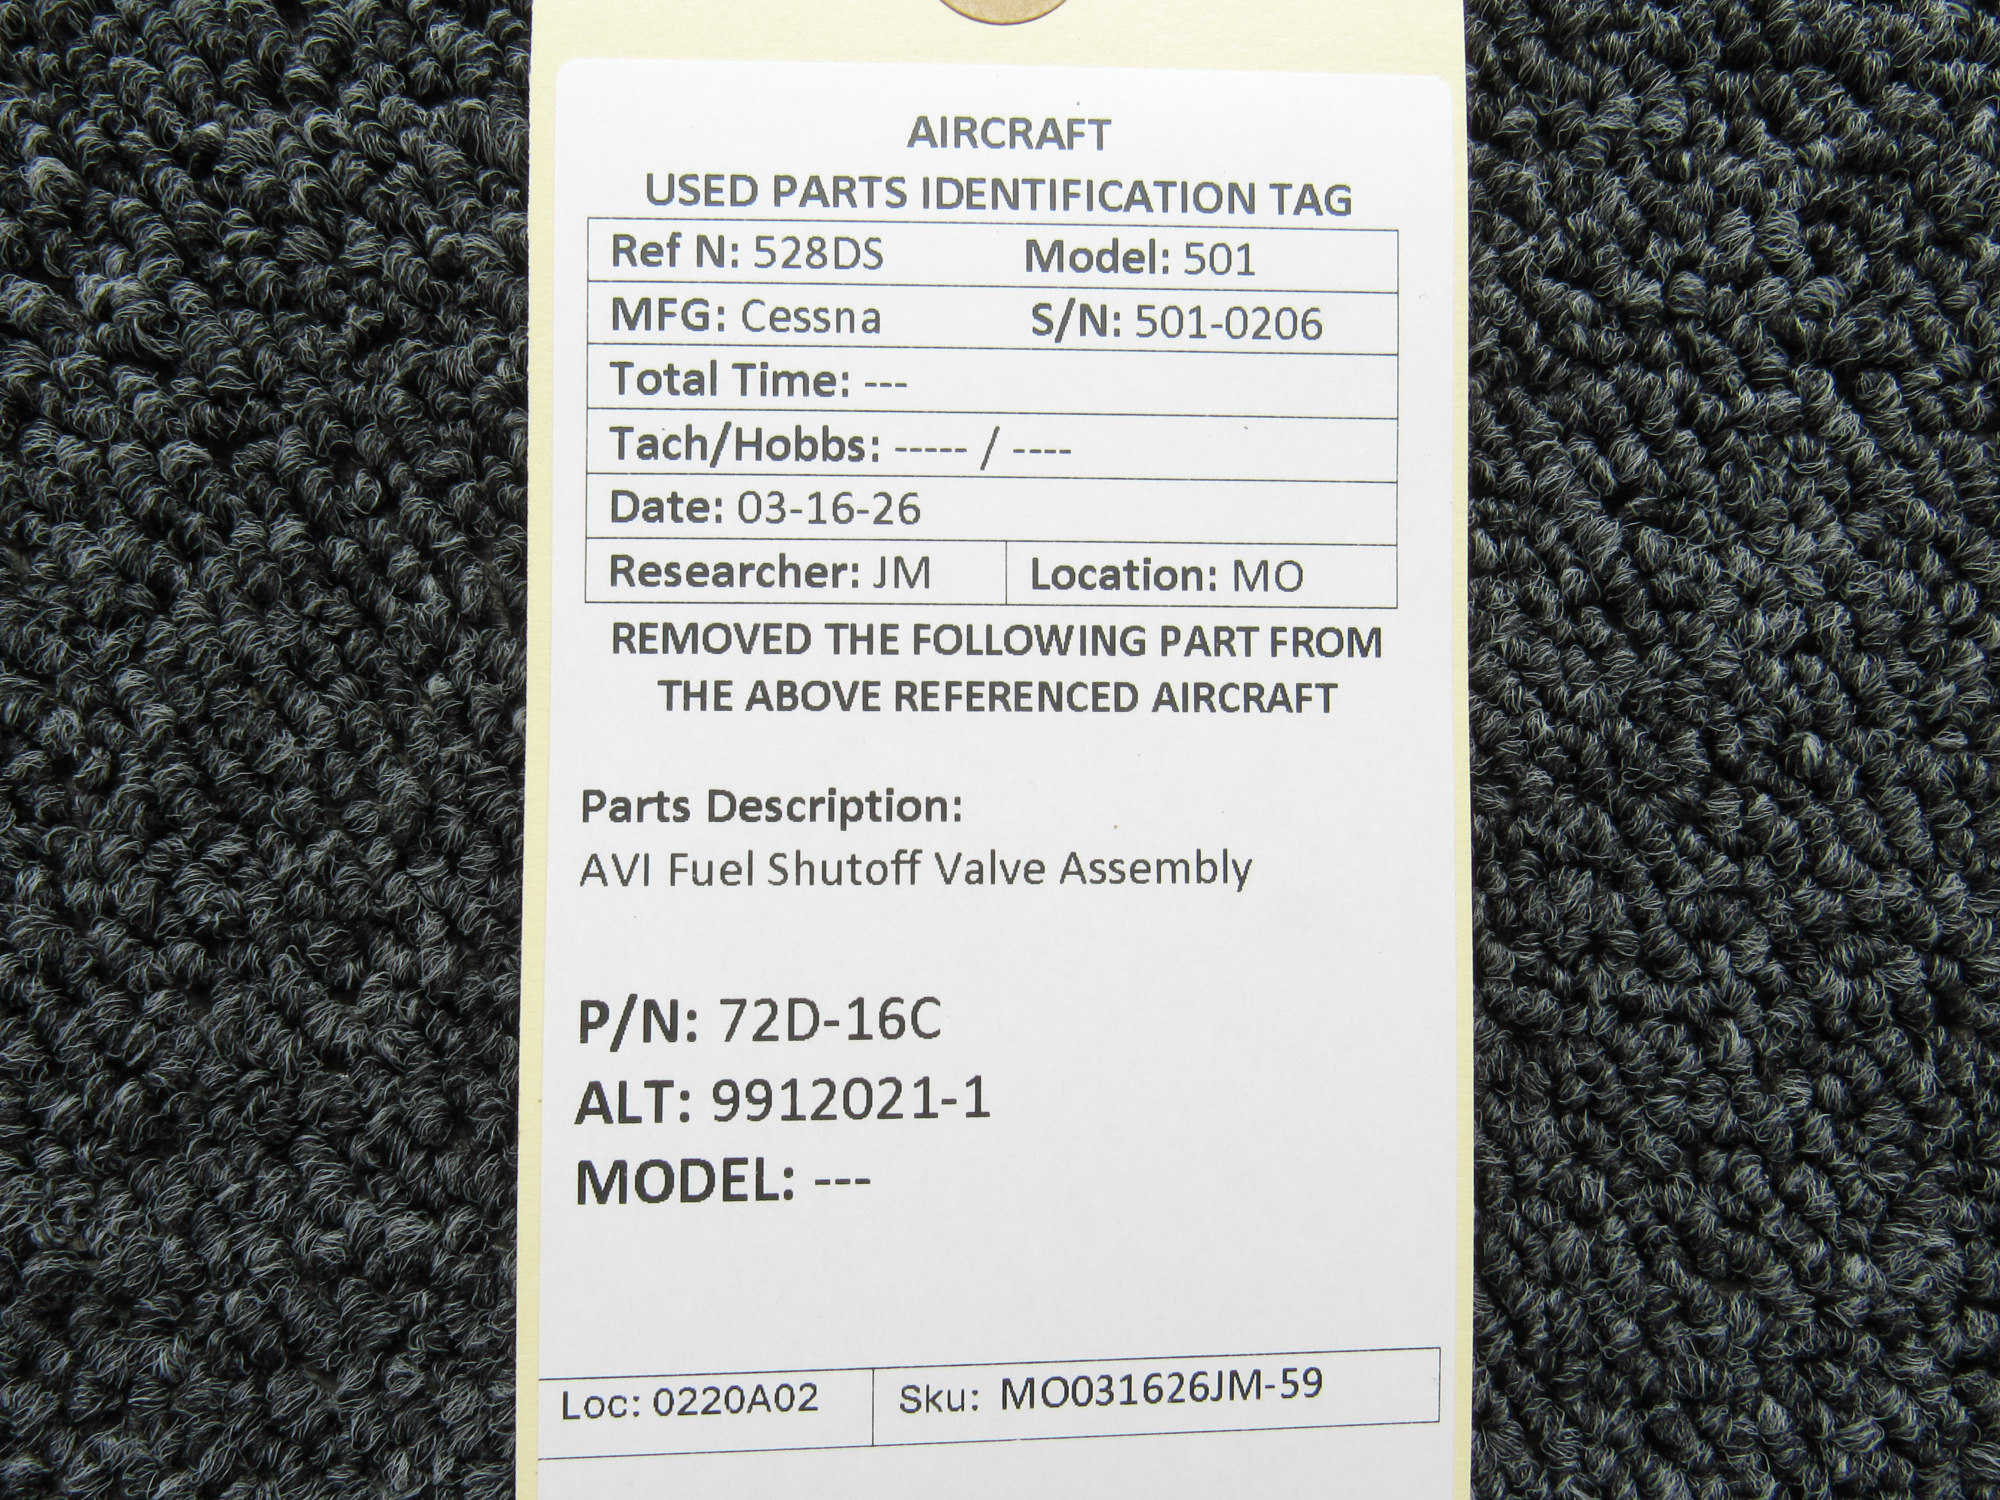 AIRCRAFT
USED PARTS IDENTIFICATION TAG
Ref N: 528DS Model: 501
MFG: Cessna S/N: 501-0206
Total Time: ---
Tach/Hobbs: ----- / ----
Date: 03-16-26
Researcher: JM Location: MO
REMOVED THE FOLLOWING PART FROM
THE ABOVE REFERENCED AIRCRAFT
Parts Description:
AVI Fuel Shutoff Valve Assembly
P/N: 72D-16C
ALT: 9912021-1
MODEL: ---
Loc: 0220A02 Sku: MO031626JM-59